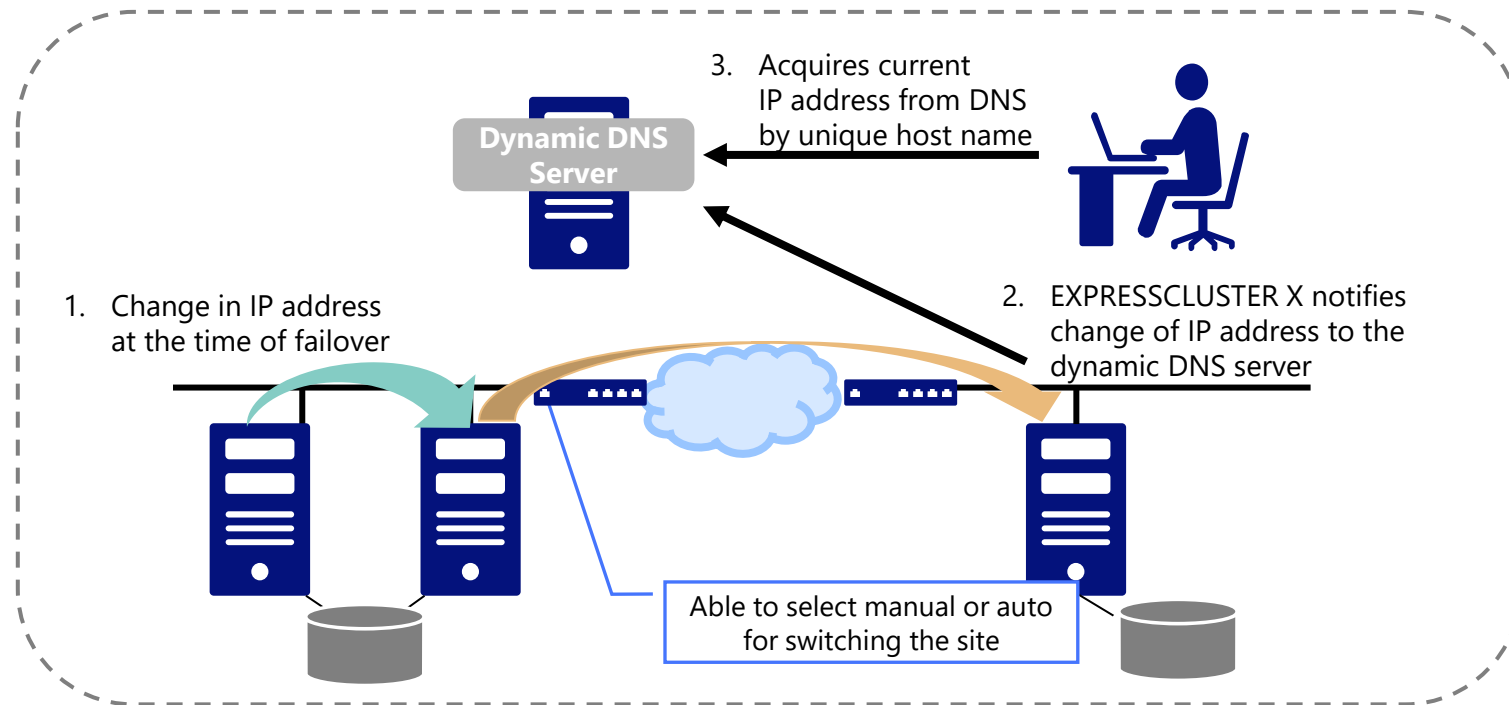 3. Acquires current
IP address from DNS
by unique host name
Dynamic DNS
Server
1. Change in IP address
at the time of failover
2. EXPRESSCLUSTER X notifies
change of IP address to the
dynamic DNS server
Able to select manual or auto
for switching the site